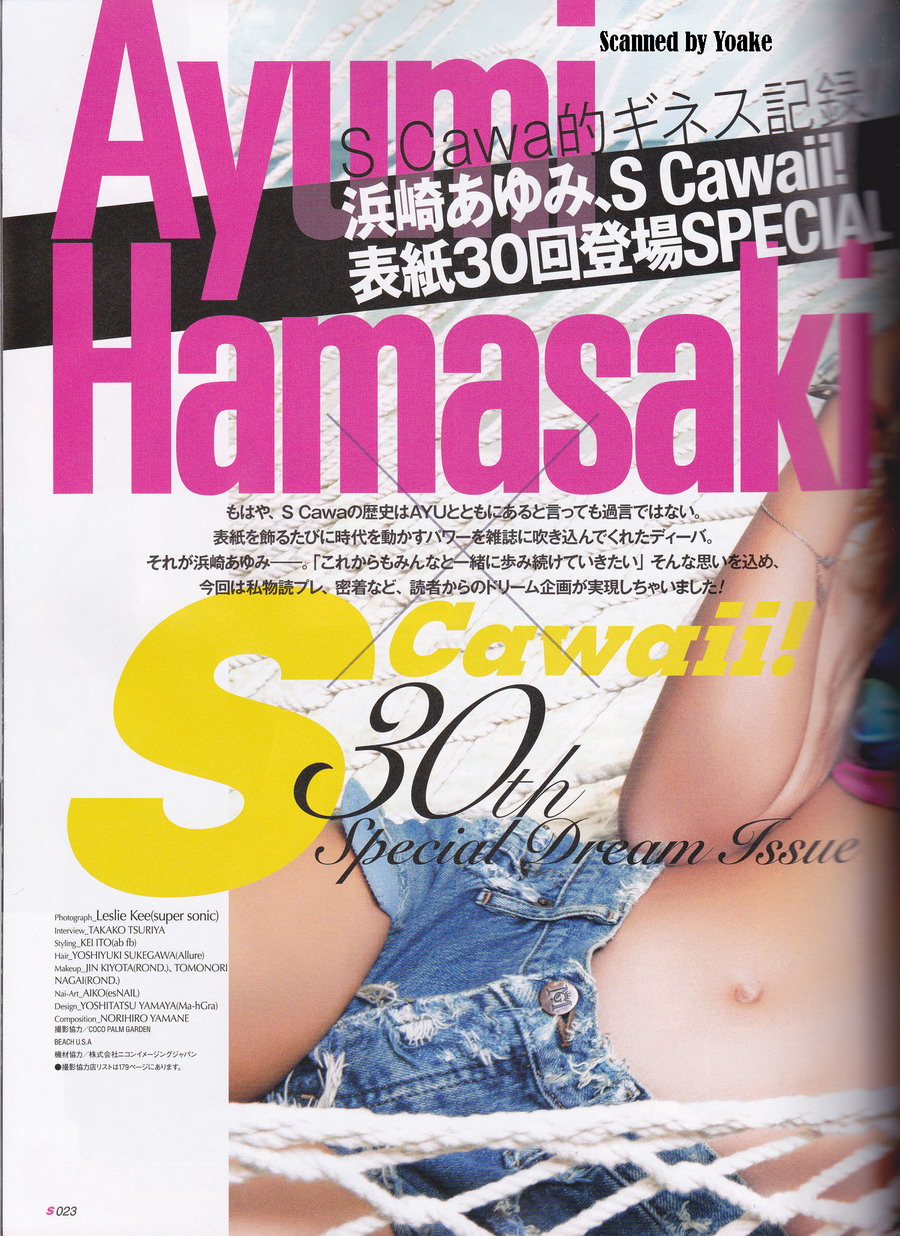 Scanned by Yoake
Ayumi
Hamasaki
S Cawa的ギネス記録!
浜崎あゆみ、S Cawaii!
表紙30回登場SPECIAL
もはや、S Cawaの歴史はAYUとともにあると言っても過言ではない。
表紙を飾るたびに時代を動かすパワーを雑誌に吹き込んでくれたディーバ。
それが浜崎あゆみ――。「これからもみんなと一緒に歩み続けていきたい」そんな思いを込め、
今回は私物読プレ、密着など、読者からのドリーム企画が実現しちゃいました!
S Cawaii!
30th
Special Dream Issue
Photograph_Leslie Kee(super sonic)
Interview_TAKAKO TSURIYA
Styling_KEI ITO(ab fb)
Hair_YOSHIYUKI SUKEGAWA(Allure)
Makeup_JIN KIYOTA(ROND.)、TOMONORI
NAGAI(ROND.)
Nai-Art_AIKO(esNAIL)
Design_YOSHITATSU YAMAYA(Ma-hGra)
Composition_NORIHIRO YAMANE
撮影協力/COCO PALM GARDEN
BEACH U.S.A
機材協力/株式会社ニコンイメージングジャパン
●撮影協力店リストは179ページにあります。
S 023